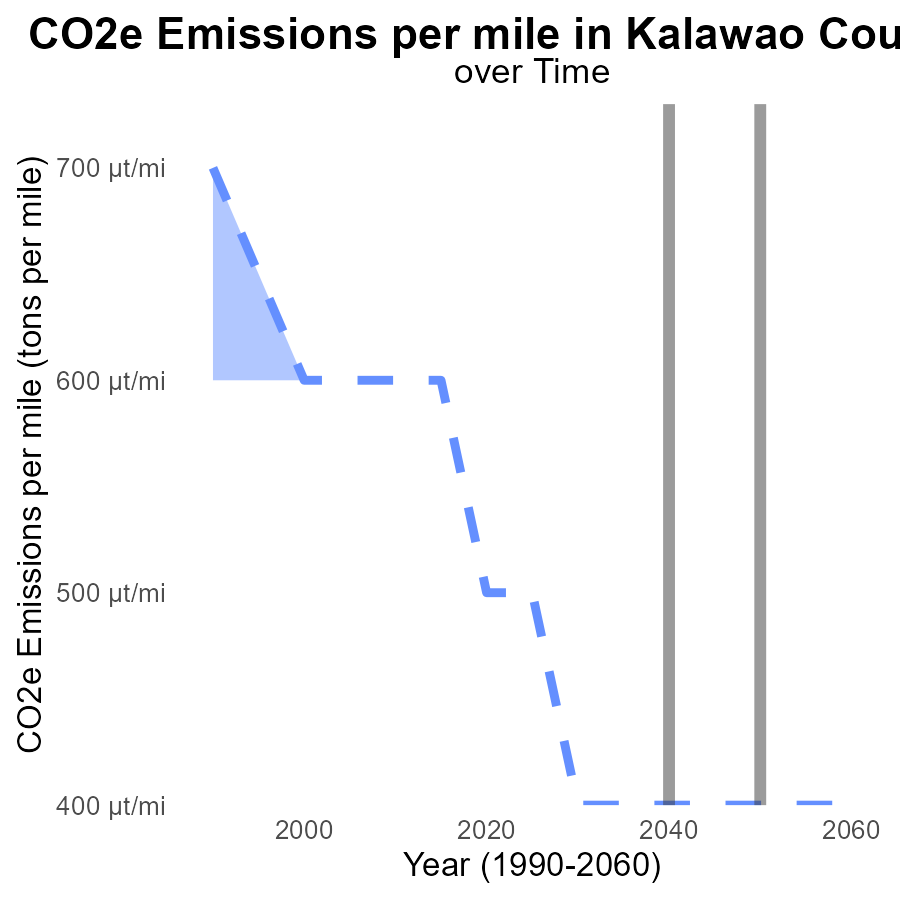 CO2e Emissions per mile in Kalawao Cou
over Time
CO2e Emissions per mile (tons per mile)
700 µt/mi
600 µt/mi
500 µt/mi
400 µt/mi
2000
2020
2040
2060
Year (1990-2060)